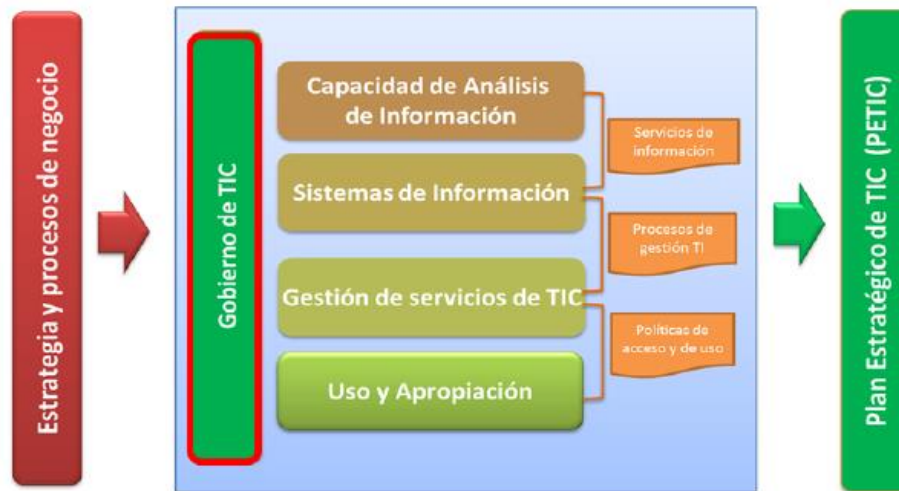 Estrategia y procesos de negocio
Gobierno de TIC
Capacidad de Análisis
de Información
Sistemas de Información
Gestión de servicios de TIC
Uso y Apropiación
Servicios de
información
Procesos de
gestión TI
Políticas de
acceso y de uso
Plan Estratégico de TIC (PETIC)